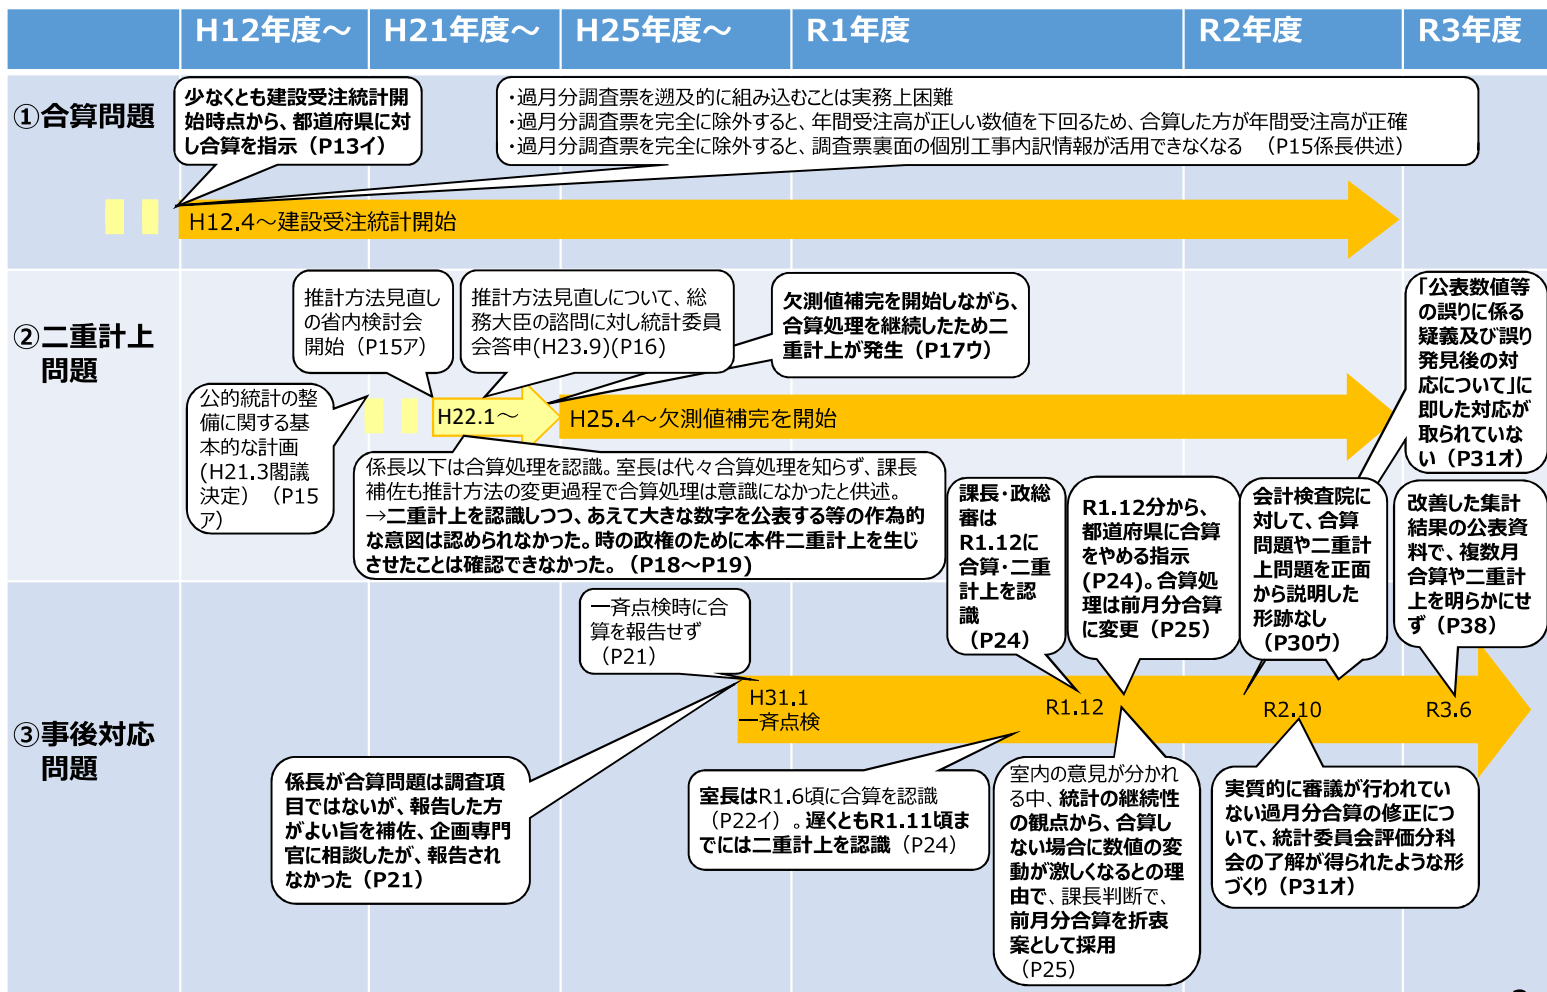 H12年度～
H21年度～
H25年度～
R1年度
R2年度
R3年度
①合算問題
少なくとも建設受注統計開
始時点から、都道府県に対
し合算を指示（P13イ）
・過月分調査票を遡及的に組み込むことは実務上困難
・過月分調査票を完全に除外すると、年間受注高が正しい数値を下回るため、合算した方が年間受注高が正確
・過月分調査票を完全に除外すると、調査票裏面の個別工事内訳情報が活用できなくなる　（P15係長供述）
H12.4～建設受注統計開始
②二重計上
問題
推計方法見直し
の省内検討会
開始（P15ア）
推計方法見直しについて、総
務大臣の諮問に対し統計委員
会答申(H23.9)(P16)
欠測値補完を開始しながら、
合算処理を継続したため二
重計上が発生（P17ウ）
「公表数値等
の誤りに係る
疑義及び誤り
発見後の対
応について」に
即した対応が
取られていな
い（P31オ）
公的統計の整
備に関する基
本的な計画
(H21.3閣議
決定）（P15
ア）
H22.1～
H25.4～欠測値補完を開始
係長以下は合算処理を認識。室長は代々合算処理を知らず、課長
補佐も推計方法の変更過程で合算処理は意識になかったと供述。
→二重計上を認識しつつ、あえて大きな数字を公表する等の作為的
な意図は認められなかった。時の政権のために本件二重計上を生じ
させたことは確認できなかった。（P18～P19)
課長・政総
審は
R1.12に
合算・二重
計上を認
識
（P24）
R1.12分から、
都道府県に合算
をやめる指示
(P24)。合算処
理は前月分合算
に変更（P25）
会計検査院に
対して、合算
問題や二重計
上問題を正面
から説明した
形跡なし
（P30ウ）
改善した集計
結果の公表資
料で、複数月
合算や二重計
上を明らかにせ
ず（P38）
③事後対応
問題
一斉点検時に合
算を報告せず
（P21）
H31.1
一斉点検
R1.12
R2.10
R3.6
係長が合算問題は調査項
目ではないが、報告した方
がよい旨を補佐、企画専門
官に相談したが、報告され
なかった（P21）
室長はR1.6頃に合算を認識
（P22イ）。遅くともR1.11頃ま
でには二重計上を認識（P24）
室内の意見が分かれ
る中、統計の継続性
の観点から、合算し
ない場合に数値の変
動が激しくなるとの理
由で、課長判断で、
前月分合算を折衷
案として採用
（P25）
実質的に審議が行われてい
ない過月分合算の修正につ
いて、統計委員会評価分科
会の了解が得られたような形
づくり（P31オ）